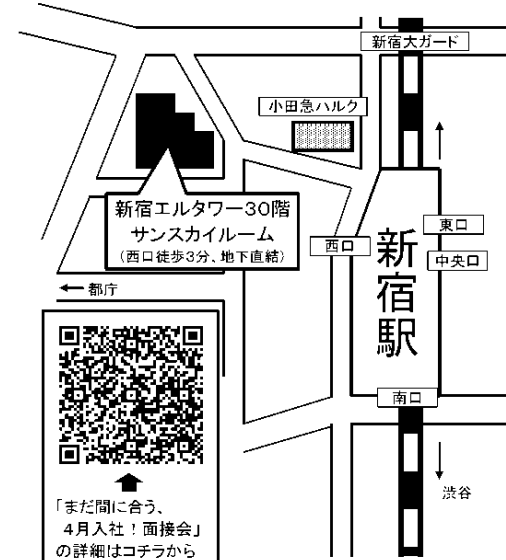 新宿大ガード
小田急ハルク
新宿エルタワー30階
サンスカイルーム
(西口徒歩3分、地下直結)
西口
新宿駅
東口
中央口
←都庁
南口
渋谷
「まだ間に合う、
4月入社！面接会」
の詳細はコチラから